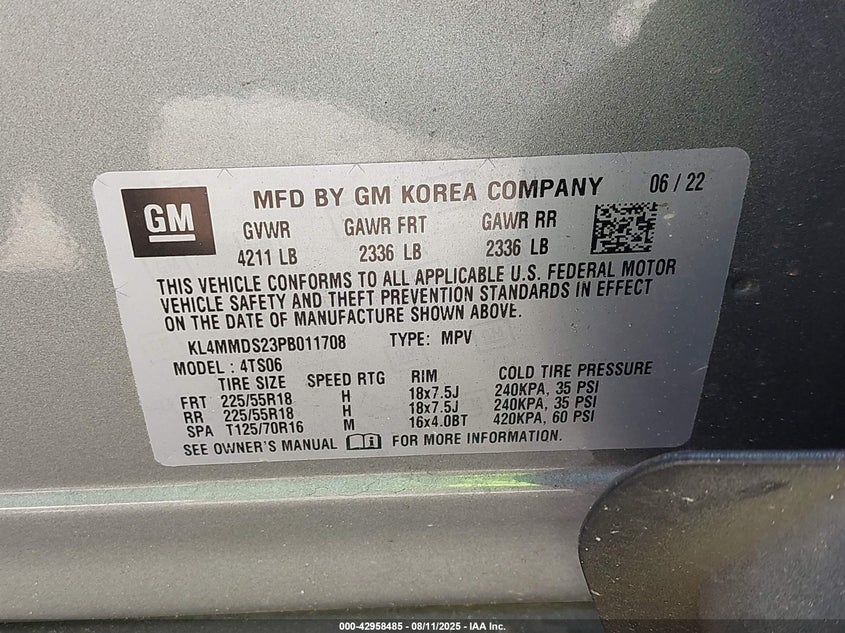 GM
MFD BY GM KOREA COMPANY 06 / 22
GVWR GAWR FRT GAWR RR
4211 LB 2336 LB 2336 LB
THIS VEHICLE CONFORMS TO ALL APPLICABLE U.S. FEDERAL MOTOR
VEHICLE SAFETY AND THEFT PREVENTION STANDARDS IN EFFECT
ON THE DATE OF MANUFACTURE SHOWN ABOVE.
KL4MMDS23PB011708 TYPE: MPV
MODEL : 4TS06
TIRE SIZE SPEED RTG RIM COLD TIRE PRESSURE
FRT 225/55R18 H 18x7.5J 240KPA, 35 PSI
RR 225/55R18 H 18x7.5J 240KPA, 35 PSI
SPA T125/70R16 M 16x4.0BT 420KPA, 60 PSI
SEE OWNER'S MANUAL FOR MORE INFORMATION.
000-42958485 - 08/11/2025 - IAA Inc.